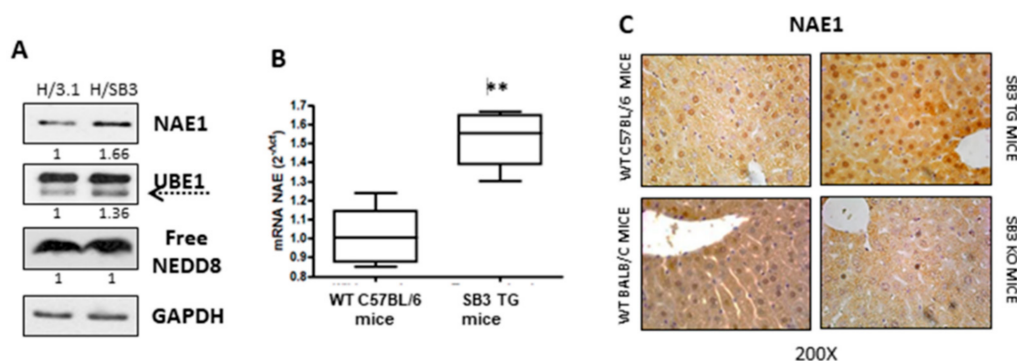 A
H/3.1 H/SB3
NAE1
1 1.66
UBE1
1 1.36
Free
NEDD8
1 1
GAPDH
B
**
mRNA NAE (2^-Δct)
1.7
1.6
1.5
1.4
1.3
1.2
1.1
1.0
0.9
0.8
WT C57BL/6
mice
SB3 TG
mice
C
NAE1
WT C57BL/6 MICE
SB3 TG MICE
WT BALB/C MICE
SB3 KO MICE
200X